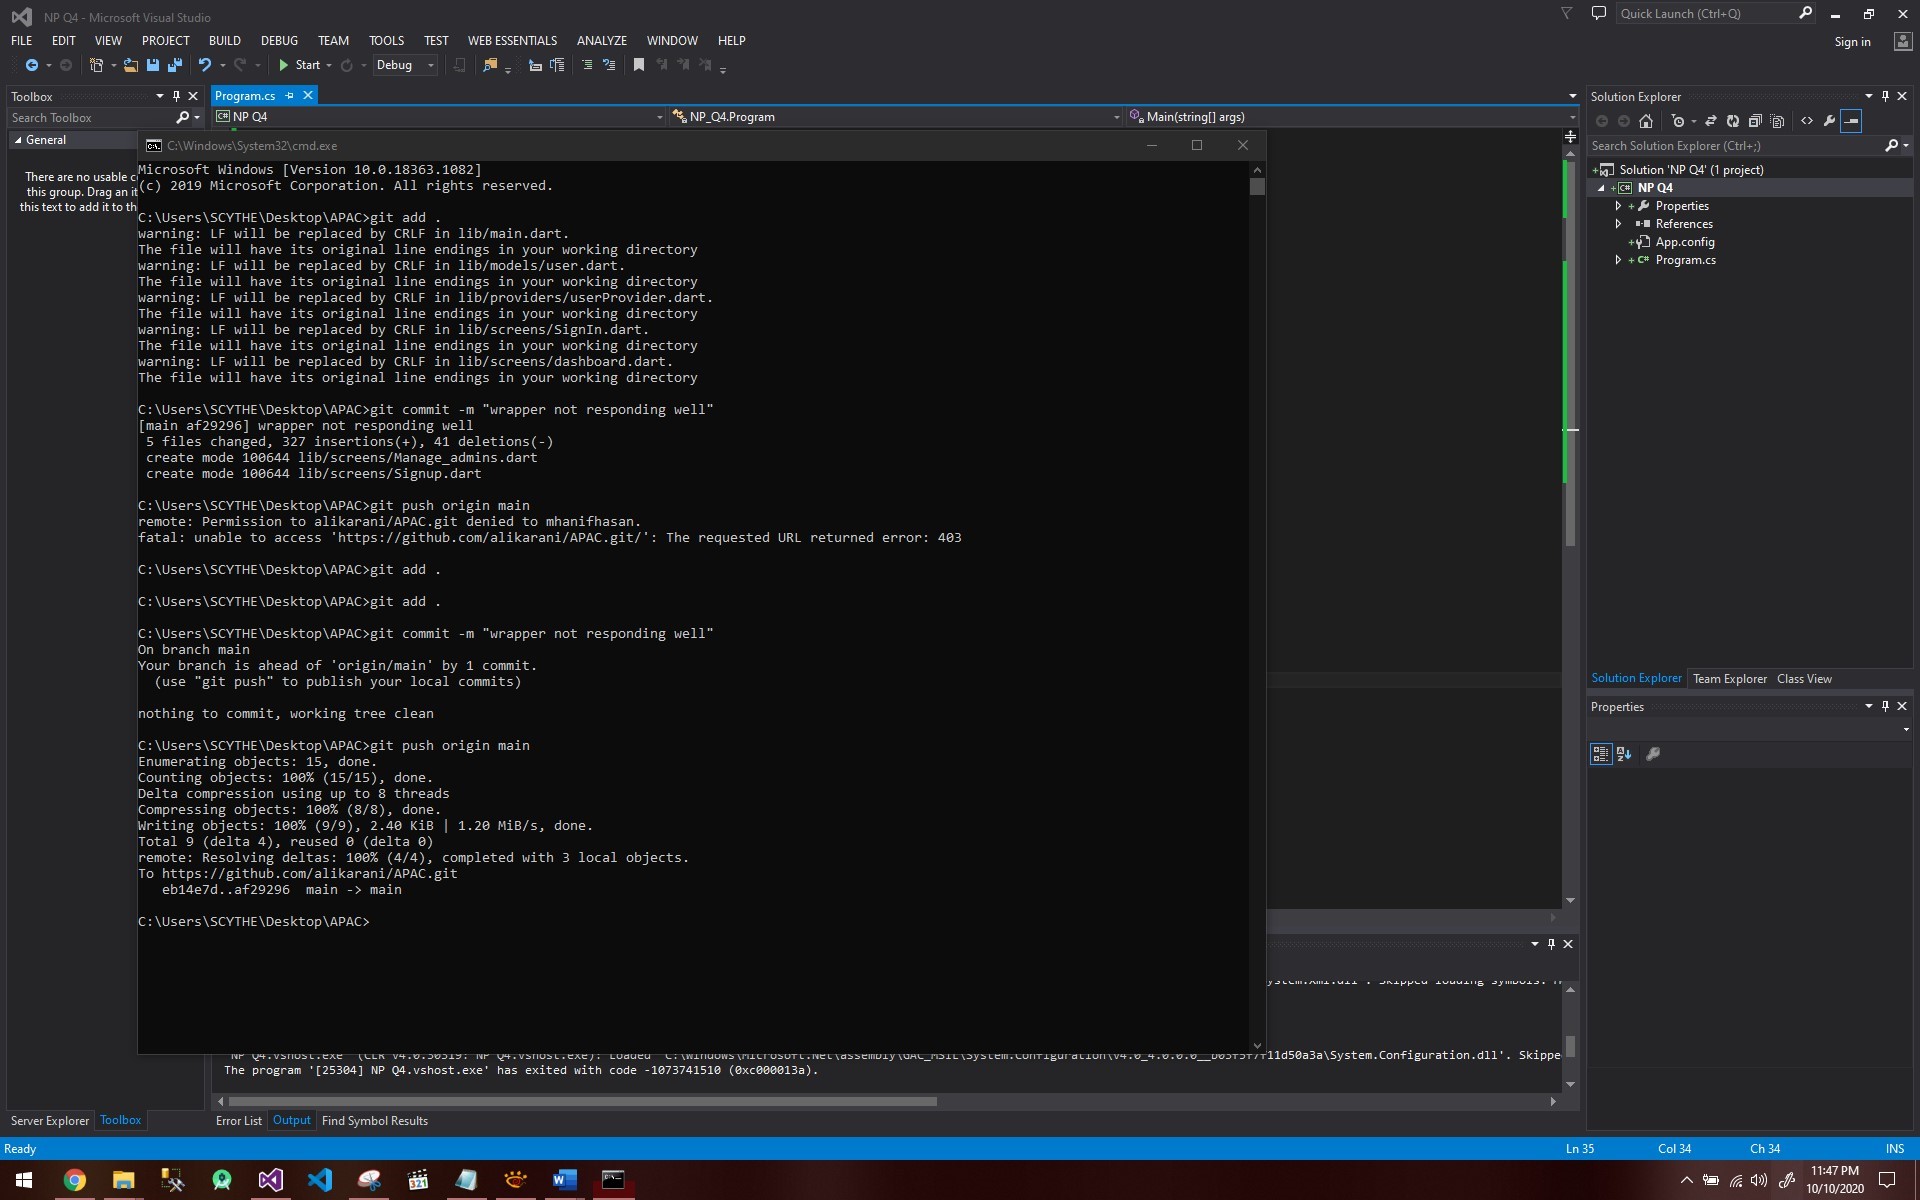 NP Q4 - Microsoft Visual Studio
Quick Launch (Ctrl+Q)
FILE EDIT VIEW PROJECT BUILD DEBUG TEAM TOOLS TEST WEB ESSENTIALS ANALYZE WINDOW HELP
Sign in
Start Debug
Toolbox
Search Toolbox
General
There are no usable c
this group. Drag an it
this text to add it to th
Program.cs
NP Q4 NP_Q4.Program Main(string[] args)
C:\Windows\System32\cmd.exe
Microsoft Windows [Version 10.0.18363.1082]
(c) 2019 Microsoft Corporation. All rights reserved.
C:\Users\SCYTHE\Desktop\APAC>git add .
warning: LF will be replaced by CRLF in lib/main.dart.
The file will have its original line endings in your working directory
warning: LF will be replaced by CRLF in lib/models/user.dart.
The file will have its original line endings in your working directory
warning: LF will be replaced by CRLF in lib/providers/userProvider.dart.
The file will have its original line endings in your working directory
warning: LF will be replaced by CRLF in lib/screens/SignIn.dart.
The file will have its original line endings in your working directory
warning: LF will be replaced by CRLF in lib/screens/dashboard.dart.
The file will have its original line endings in your working directory
C:\Users\SCYTHE\Desktop\APAC>git commit -m "wrapper not responding well"
[main af29296] wrapper not responding well
5 files changed, 327 insertions(+), 41 deletions(-)
create mode 100644 lib/screens/Manage_admins.dart
create mode 100644 lib/screens/Signup.dart
C:\Users\SCYTHE\Desktop\APAC>git push origin main
remote: Permission to alikarani/APAC.git denied to mhanifhasan.
fatal: unable to access 'https://github.com/alikarani/APAC.git/': The requested URL returned error: 403
C:\Users\SCYTHE\Desktop\APAC>git add .
C:\Users\SCYTHE\Desktop\APAC>git add .
C:\Users\SCYTHE\Desktop\APAC>git commit -m "wrapper not responding well"
On branch main
Your branch is ahead of 'origin/main' by 1 commit.
(use "git push" to publish your local commits)
nothing to commit, working tree clean
C:\Users\SCYTHE\Desktop\APAC>git push origin main
Enumerating objects: 15, done.
Counting objects: 100% (15/15), done.
Delta compression using up to 8 threads
Compressing objects: 100% (8/8), done.
Writing objects: 100% (9/9), 2.40 KiB | 1.20 MiB/s, done.
Total 9 (delta 4), reused 0 (delta 0)
remote: Resolving deltas: 100% (4/4), completed with 3 local objects.
To https://github.com/alikarani/APAC.git
eb14e7d..af29296 main -> main
C:\Users\SCYTHE\Desktop\APAC>
Solution Explorer
Search Solution Explorer (Ctrl+;)
Solution 'NP Q4' (1 project)
NP Q4
Properties
References
App.config
Program.cs
Solution Explorer Team Explorer Class View
Properties
ystem.Xml.dll'. Skipped loading symbols.
'NP Q4.vshost.exe' (CLR v4.0.30319: NP Q4.vshost.exe): Loaded 'C:\Windows\Microsoft.Net\assembly\GAC_MSIL\System.Configuration\v4.0_4.0.0.0__b03f5f7f11d50a3a\System.Configuration.dll'. Skippe
The program '[25304] NP Q4.vshost.exe' has exited with code -1073741510 (0xc000013a).
Server Explorer Toolbox
Error List Output Find Symbol Results
Ready Ln 35 Col 34 Ch 34 INS
321
11:47 PM
10/10/2020